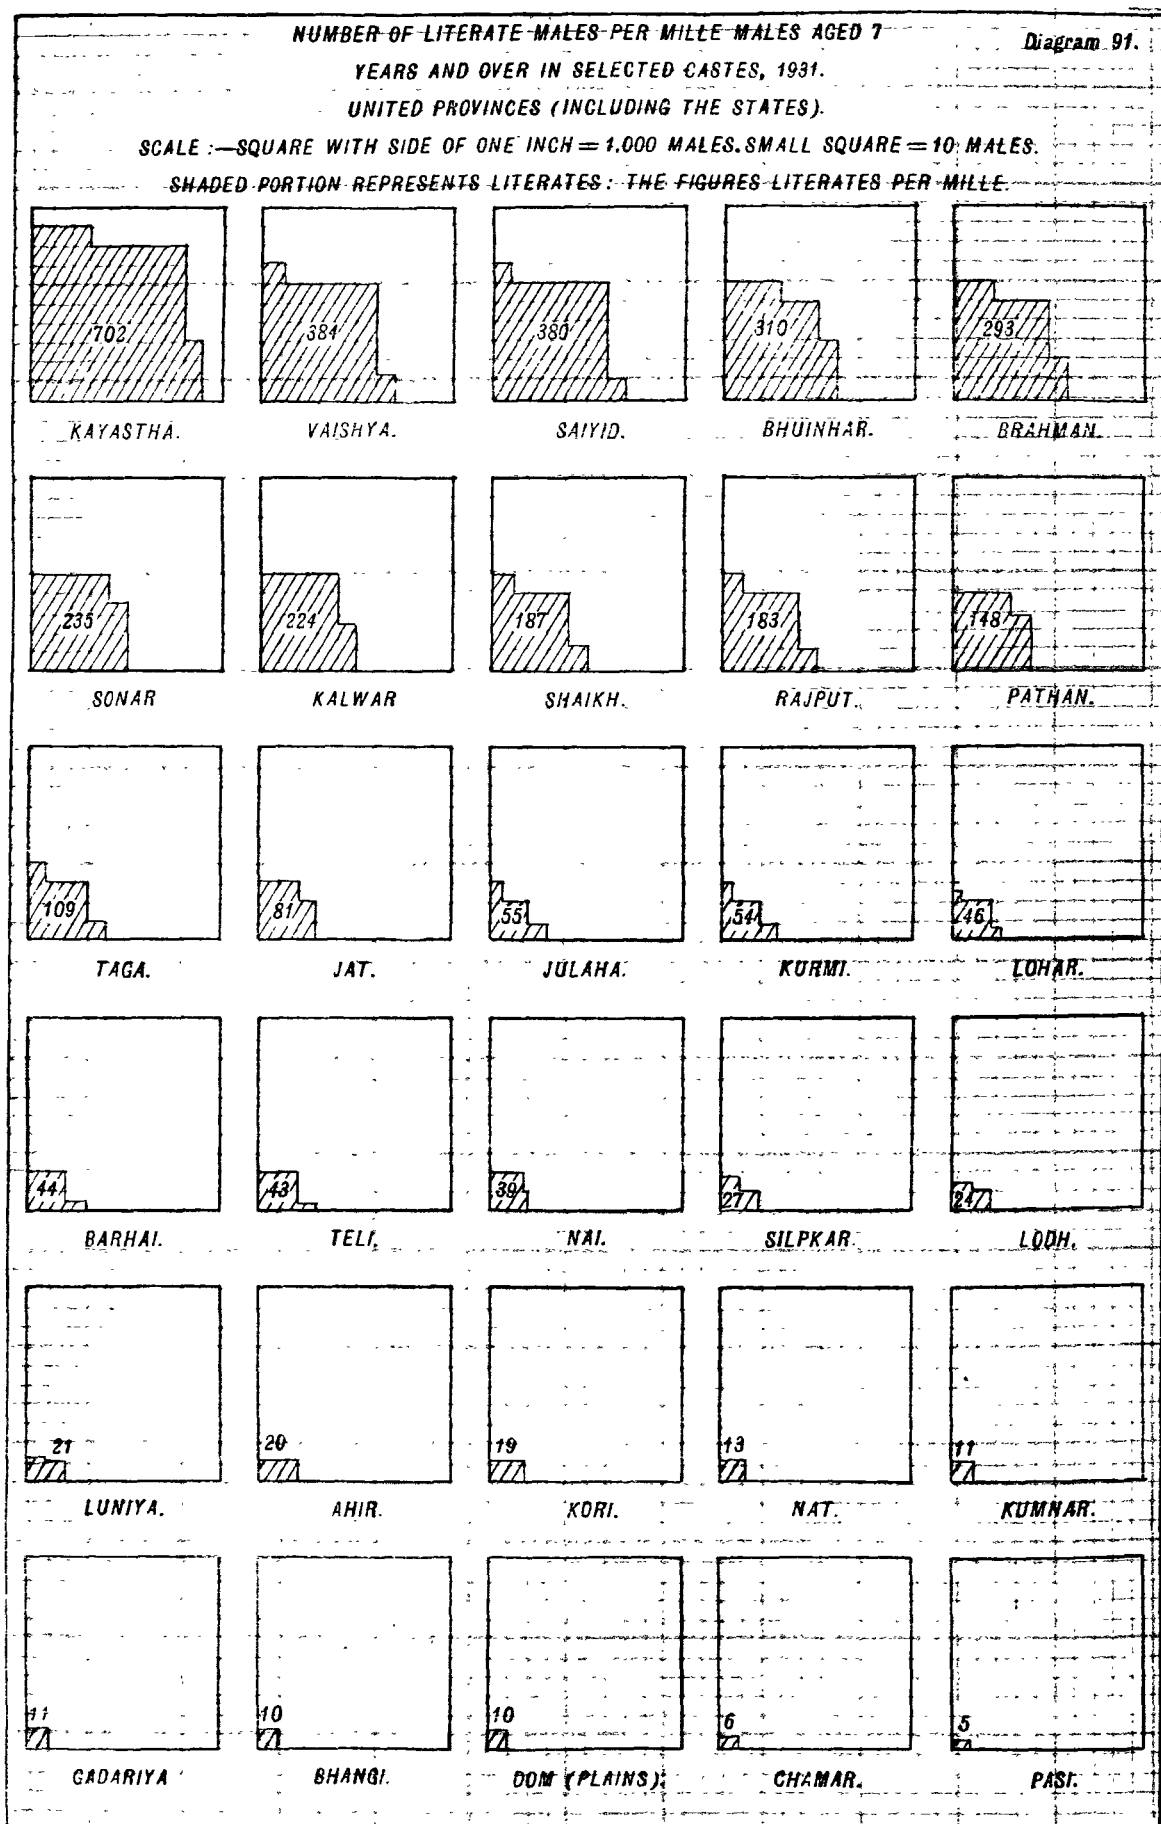 NUMBER OF LITERATE MALES PER MILLE MALES AGED 7
Diagram 91.
YEARS AND OVER IN SELECTED CASTES, 1931.
UNITED PROVINCES (INCLUDING THE STATES).
SCALE :—SQUARE WITH SIDE OF ONE INCH = 1,000 MALES. SMALL SQUARE = 10 MALES.
SHADED PORTION REPRESENTS LITERATES : THE FIGURES LITERATES PER MILLE.
702 384 380 310 293
KAYASTHA. VAISHYA. SAIYID. BHUINHAR. BRAHMAN.
235 224 187 183 148
SONAR KALWAR SHAIKH. RAJPUT. PATHAN.
109 81 55 54 46
TAGA. JAT. JULAHA. KURMI. LOHAR.
44 43 39 27 24
BARHAI. TELI. NAI. SILPKAR. LODH.
21 20 19 13 11
LUNIYA. AHIR. KORI. NAT. KUMNAR.
11 10 10 6 5
GADARIYA BHANGI. DOM (PLAINS). CHAMAR. PASI.